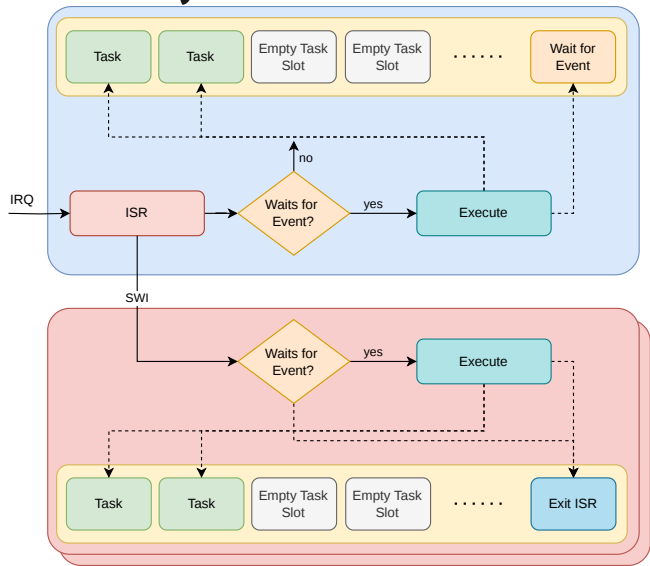 Task
Task
Empty Task
Slot
Empty Task
Slot
······
Wait for
Event
no
IRQ
ISR
Waits for
Event?
yes
Execute
SWI
Waits for
Event?
yes
Execute
Task
Task
Empty Task
Slot
Empty Task
Slot
······
Exit ISR